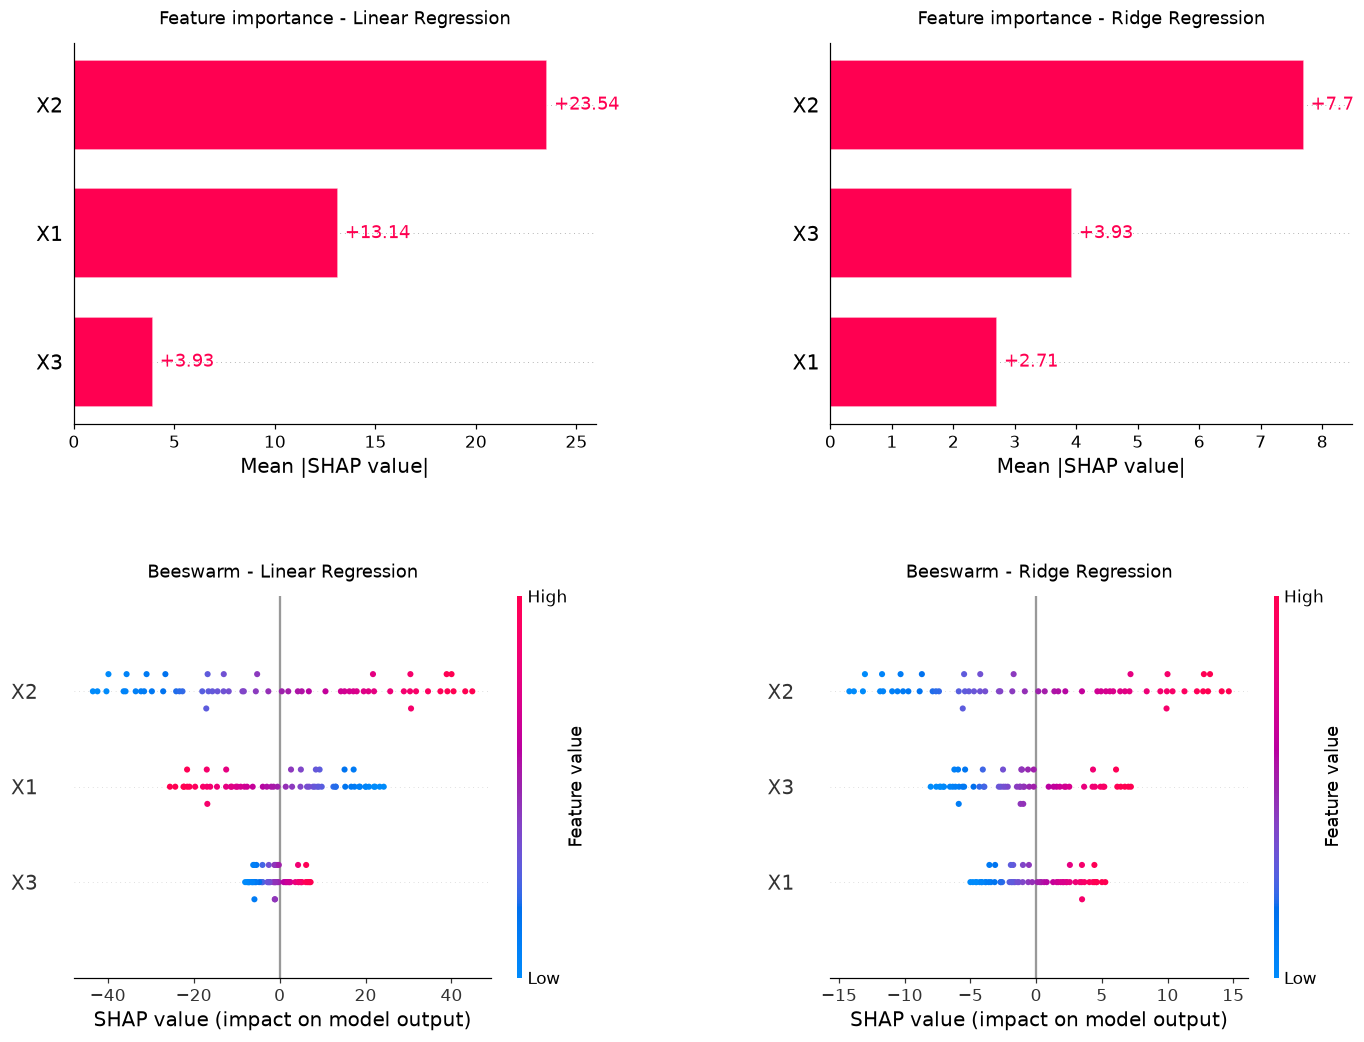 Feature importance - Linear Regression
X2
+23.54
X1
+13.14
X3
+3.93
0 5 10 15 20 25
Mean |SHAP value|
Feature importance - Ridge Regression
X2
+7.7
X3
+3.93
X1
+2.71
0 1 2 3 4 5 6 7 8
Mean |SHAP value|
Beeswarm - Linear Regression
High
X2
X1
X3
Feature value
Low
−40 −20 0 20 40
SHAP value (impact on model output)
Beeswarm - Ridge Regression
High
X2
X3
X1
Feature value
Low
−15 −10 −5 0 5 10 15
SHAP value (impact on model output)